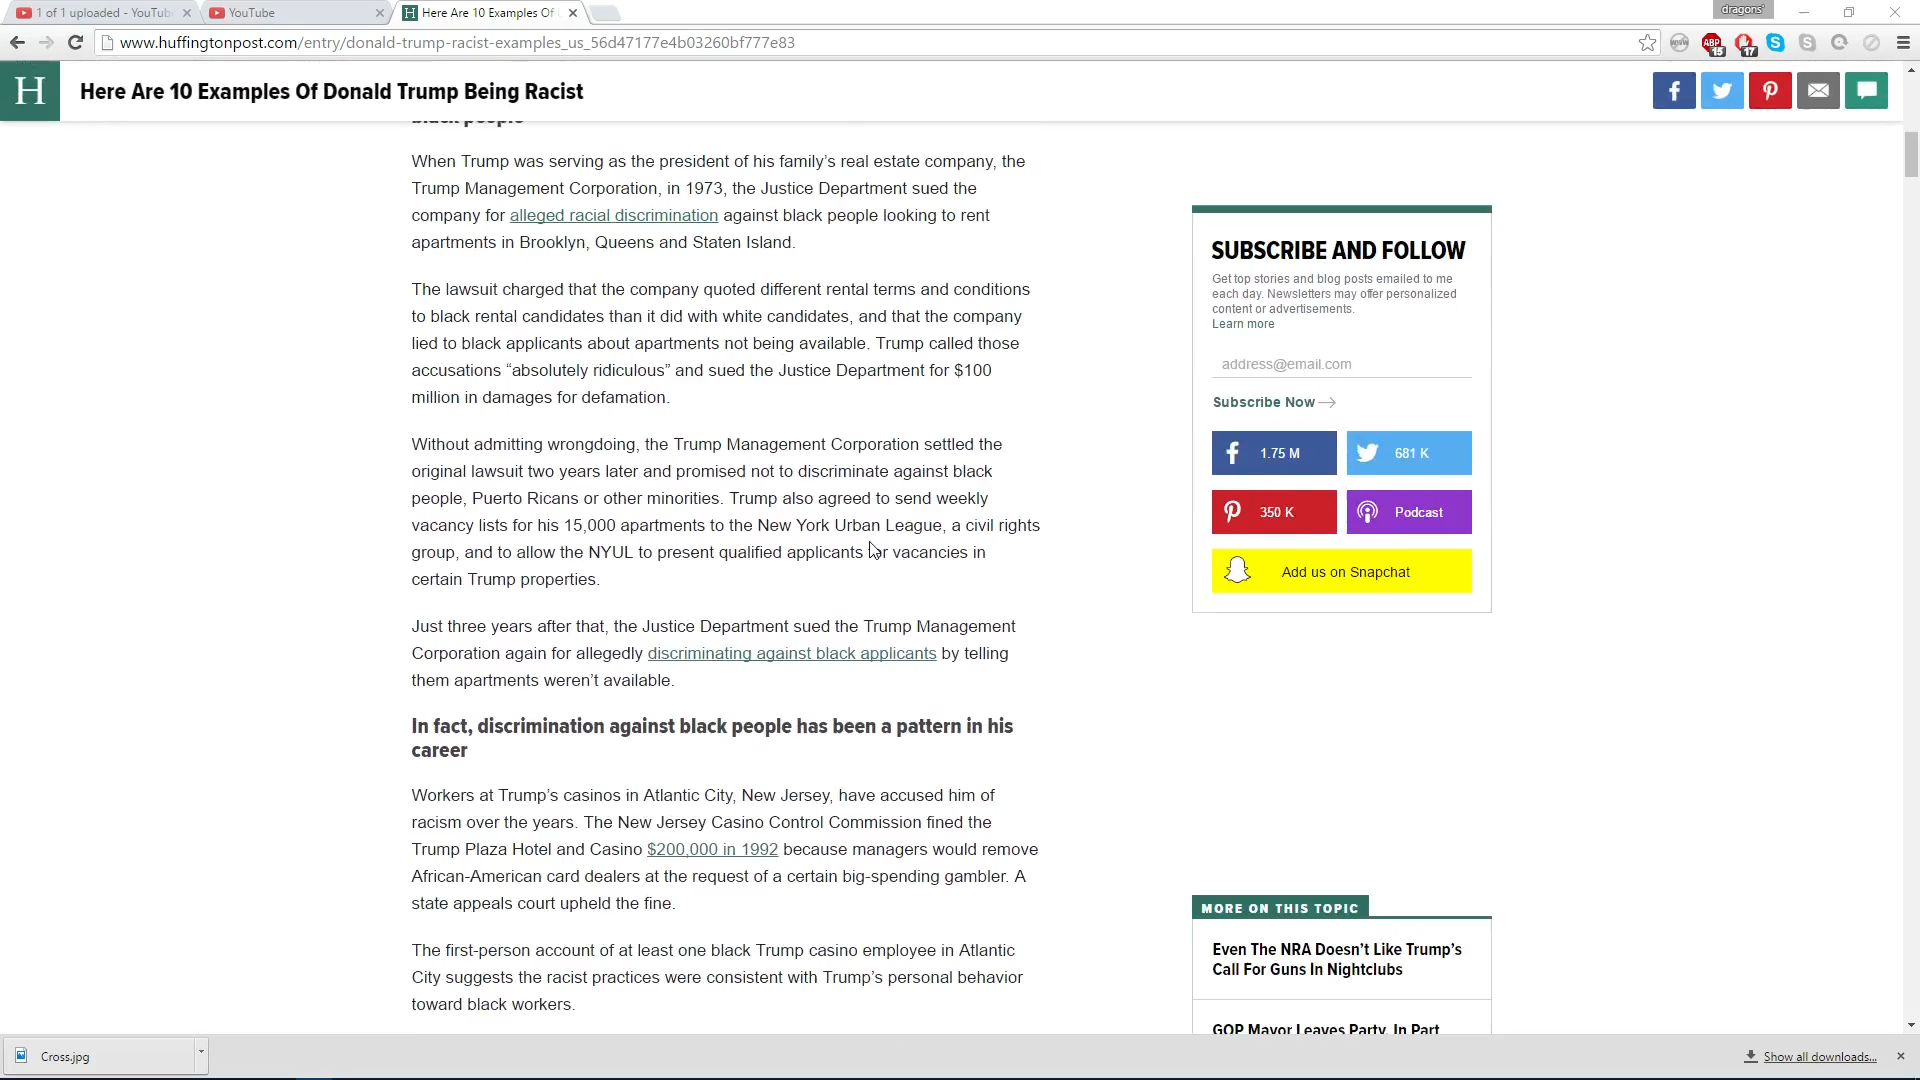 1 of 1 uploaded - YouTub
YouTube
Here Are 10 Examples Of
dragons'
www.huffingtonpost.com/entry/donald-trump-racist-examples_us_56d47177e4b03260bf777e83
ABP
15
17
H
Here Are 10 Examples Of Donald Trump Being Racist
black people
When Trump was serving as the president of his family’s real estate company, the
Trump Management Corporation, in 1973, the Justice Department sued the
company for alleged racial discrimination against black people looking to rent
apartments in Brooklyn, Queens and Staten Island.
The lawsuit charged that the company quoted different rental terms and conditions
to black rental candidates than it did with white candidates, and that the company
lied to black applicants about apartments not being available. Trump called those
accusations “absolutely ridiculous” and sued the Justice Department for $100
million in damages for defamation.
Without admitting wrongdoing, the Trump Management Corporation settled the
original lawsuit two years later and promised not to discriminate against black
people, Puerto Ricans or other minorities. Trump also agreed to send weekly
vacancy lists for his 15,000 apartments to the New York Urban League, a civil rights
group, and to allow the NYUL to present qualified applicants for vacancies in
certain Trump properties.
Just three years after that, the Justice Department sued the Trump Management
Corporation again for allegedly discriminating against black applicants by telling
them apartments weren’t available.
In fact, discrimination against black people has been a pattern in his
career
Workers at Trump’s casinos in Atlantic City, New Jersey, have accused him of
racism over the years. The New Jersey Casino Control Commission fined the
Trump Plaza Hotel and Casino $200,000 in 1992 because managers would remove
African-American card dealers at the request of a certain big-spending gambler. A
state appeals court upheld the fine.
The first-person account of at least one black Trump casino employee in Atlantic
City suggests the racist practices were consistent with Trump’s personal behavior
toward black workers.
SUBSCRIBE AND FOLLOW
Get top stories and blog posts emailed to me
each day. Newsletters may offer personalized
content or advertisements.
Learn more
address@email.com
Subscribe Now
1.75 M
681 K
350 K
Podcast
Add us on Snapchat
MORE ON THIS TOPIC
Even The NRA Doesn’t Like Trump’s
Call For Guns In Nightclubs
GOP Mayor Leaves Party, In Part
Cross.jpg
Show all downloads...